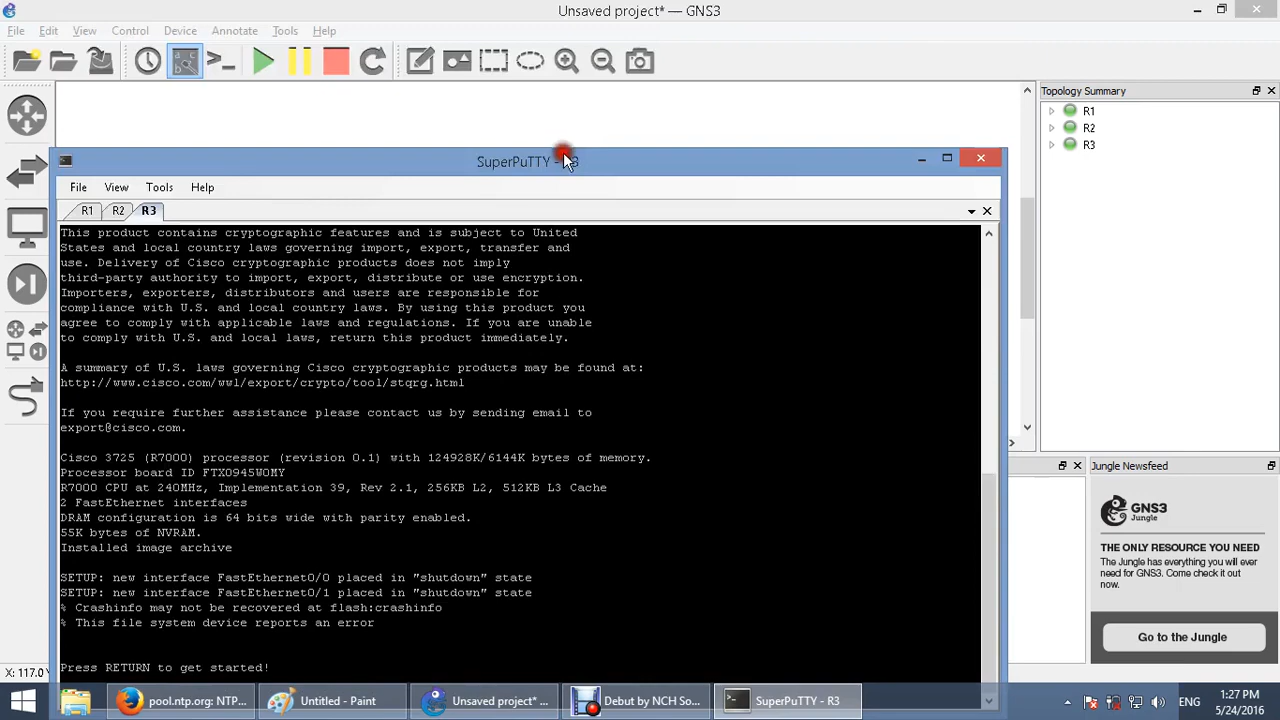 Unsaved project* — GNS3
File Edit View Control Device Annotate Tools Help
Topology Summary
R1
R2
R3
SuperPuTTY - R3
File View Tools Help
R1 R2 R3
This product contains cryptographic features and is subject to United
States and local country laws governing import, export, transfer and
use. Delivery of Cisco cryptographic products does not imply
third-party authority to import, export, distribute or use encryption.
Importers, exporters, distributors and users are responsible for
compliance with U.S. and local country laws. By using this product you
agree to comply with applicable laws and regulations. If you are unable
to comply with U.S. and local laws, return this product immediately.
A summary of U.S. laws governing Cisco cryptographic products may be found at:
http://www.cisco.com/wwl/export/crypto/tool/stqrg.html
If you require further assistance please contact us by sending email to
export@cisco.com.
Cisco 3725 (R7000) processor (revision 0.1) with 124928K/6144K bytes of memory.
Processor board ID FTX0945W0MY
R7000 CPU at 240MHz, Implementation 39, Rev 2.1, 256KB L2, 512KB L3 Cache
2 FastEthernet interfaces
DRAM configuration is 64 bits wide with parity enabled.
55K bytes of NVRAM.
Installed image archive
SETUP: new interface FastEthernet0/0 placed in "shutdown" state
SETUP: new interface FastEthernet0/1 placed in "shutdown" state
% Crashinfo may not be recovered at flash:crashinfo
% This file system device reports an error
Press RETURN to get started!
Jungle Newsfeed
GNS3
Jungle
THE ONLY RESOURCE YOU NEED
The Jungle has everything you will ever
need for GNS3. Come check it out
now.
Go to the Jungle
X: 117.0
pool.ntp.org: NTP... Untitled - Paint Unsaved project*... Debut by NCH So... SuperPuTTY - R3
ENG
1:27 PM
5/24/2016